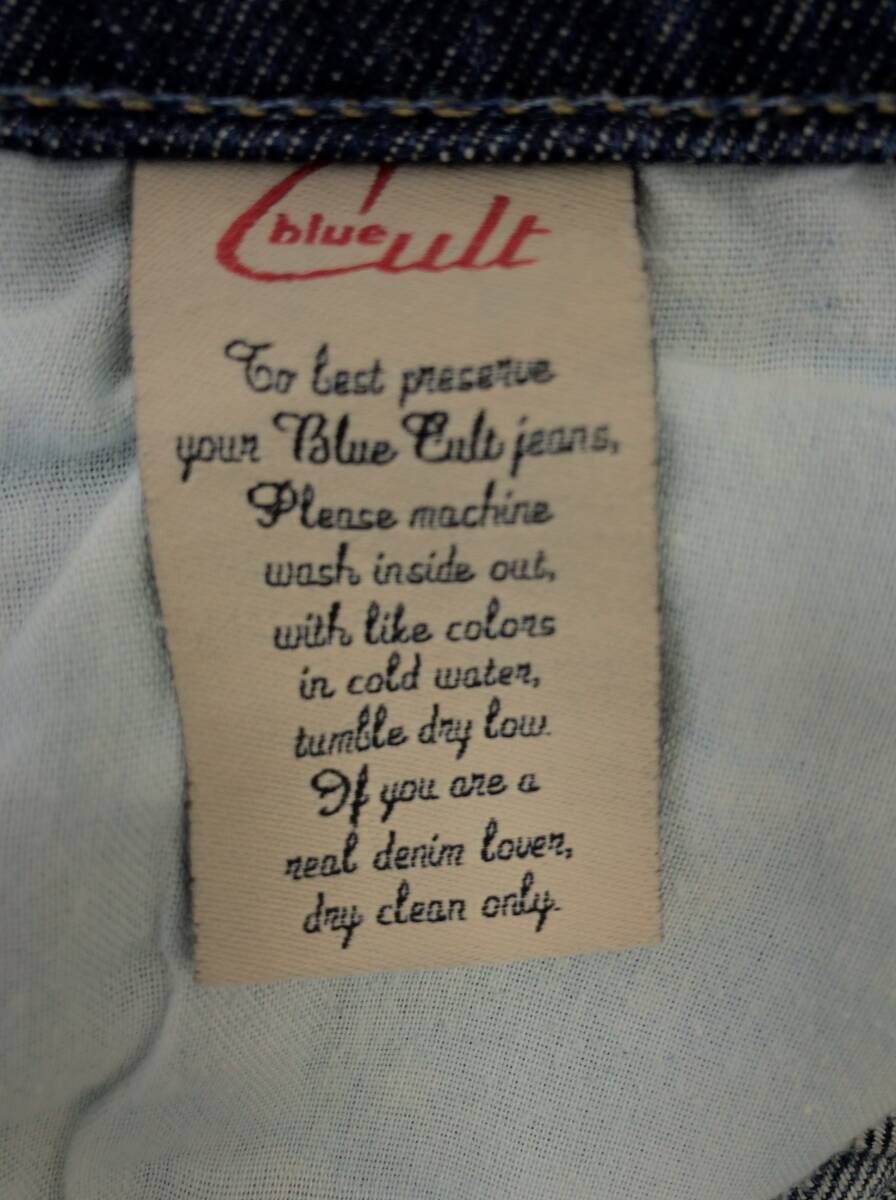 blue Cult
To best preserve
your Blue Cult jeans,
Please machine
wash inside out,
with like colors
in cold water,
tumble dry low.
If you are a
real denim lover,
dry clean only.